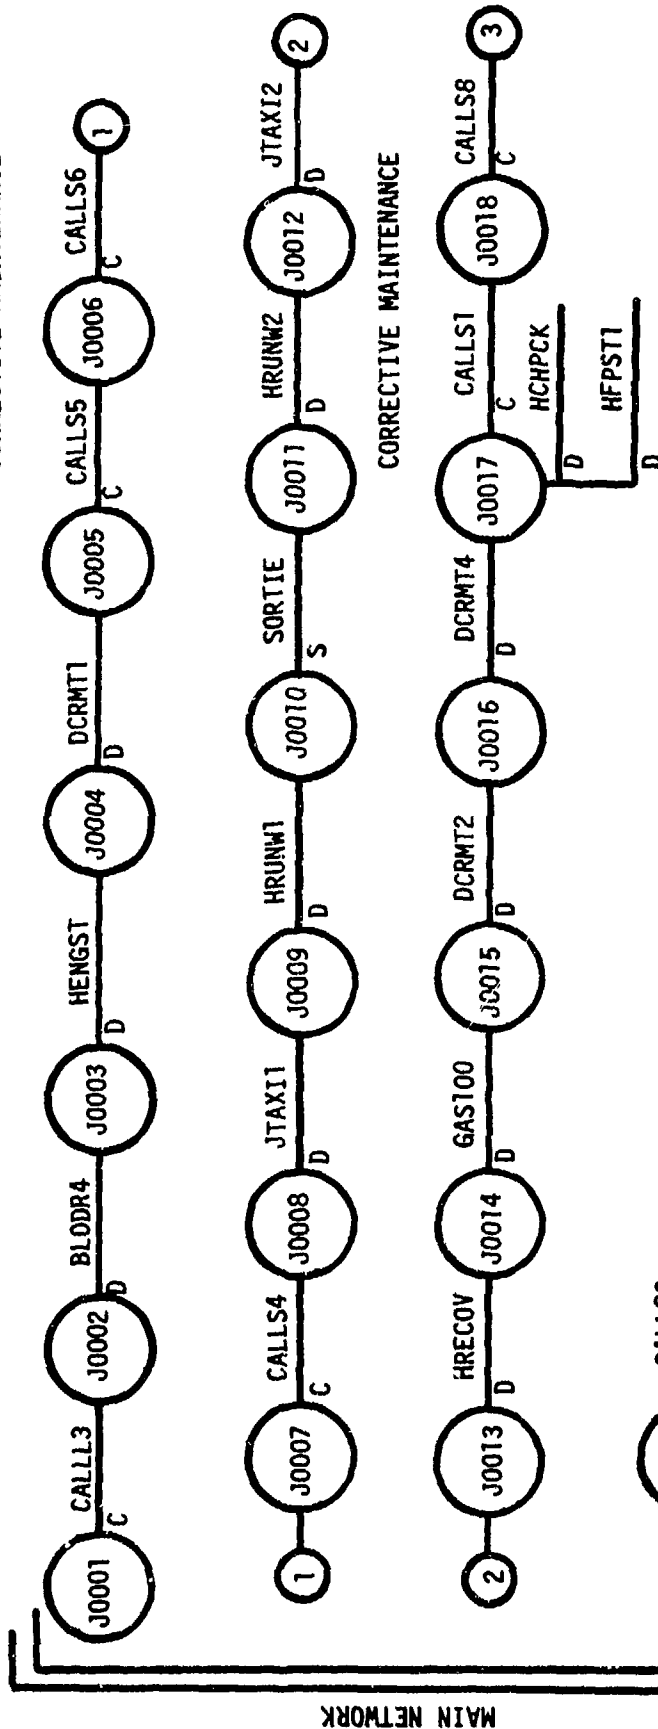 MAIN NETWORK
CALLL3 BLODR4 HENGST DCRMT1 CALLS5 CALLS6
J0001 J0002 J0003 J0004 J0005 J0006 1
C D D D C C
CALLS4 JTAXI1 HRUNW1 SORTIE HRUNW2 JTAXI2
1 J0007 J0008 J0009 J0010 J0011 J0012 2
C D D S D D
CORRECTIVE MAINTENANCE
HRECOV GAS100 DCRMT2 DCRMT4 CALLS1 CALLS8
2 J0013 J0014 J0015 J0016 J0017 J0018 3
D D D D C C
HCHPCK
D
HFPST1
D